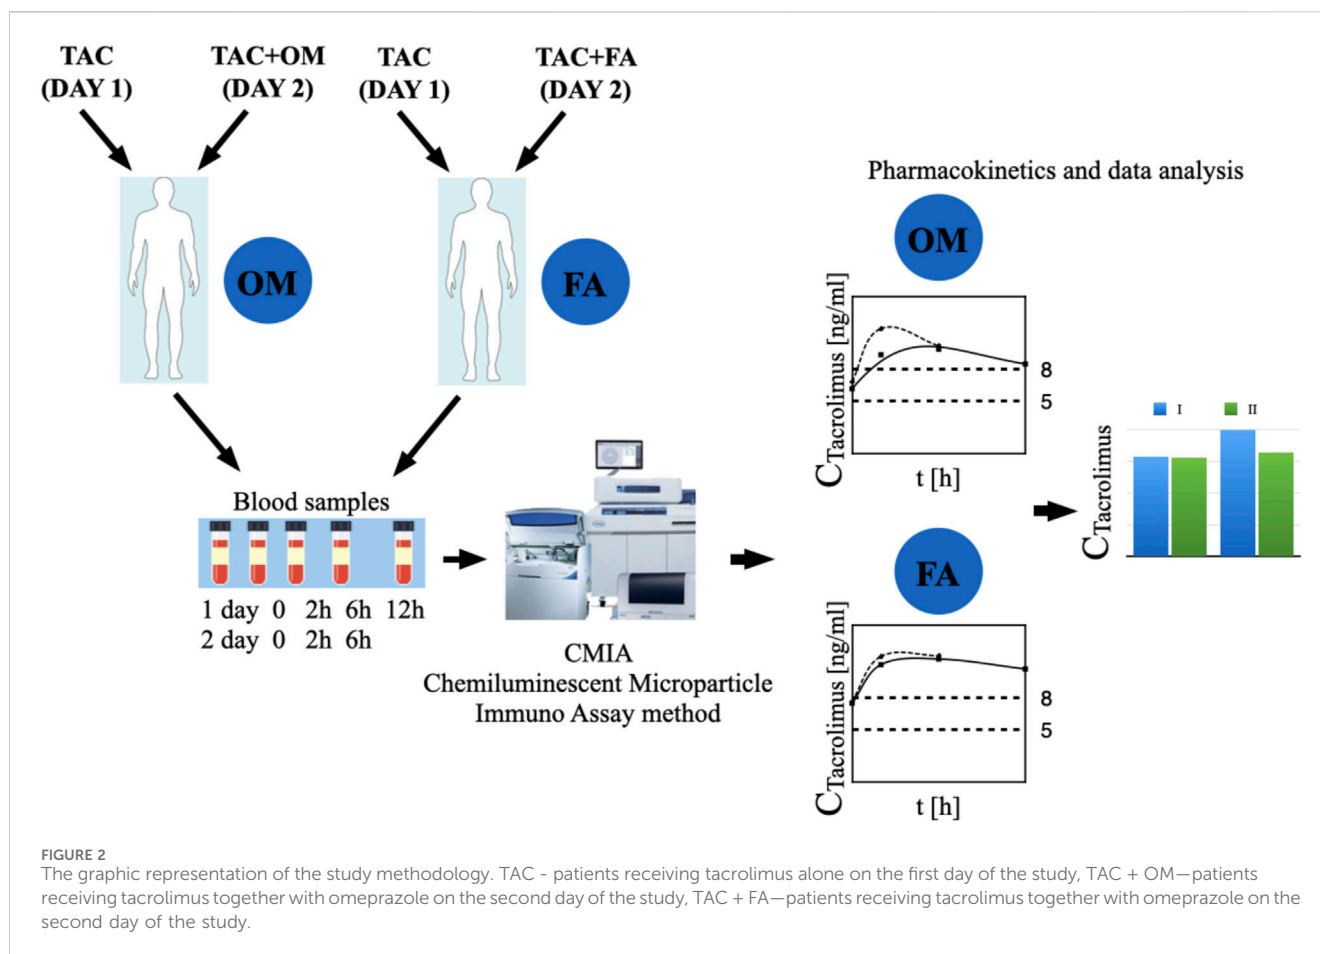 TAC
(DAY 1)
TAC+OM
(DAY 2)
TAC
(DAY 1)
TAC+FA
(DAY 2)
OM
FA
Blood samples
1 day 0 2h 6h 12h
2 day 0 2h 6h
CMIA
Chemiluminescent Microparticle
Immuno Assay method
Pharmacokinetics and data analysis
OM
CTacrolimus [ng/ml]
8
5
t [h]
FA
CTacrolimus [ng/ml]
8
5
t [h]
I II
CTacrolimus
FIGURE 2
The graphic representation of the study methodology. TAC - patients receiving tacrolimus alone on the first day of the study, TAC + OM—patients
receiving tacrolimus together with omeprazole on the second day of the study, TAC + FA—patients receiving tacrolimus together with omeprazole on the
second day of the study.